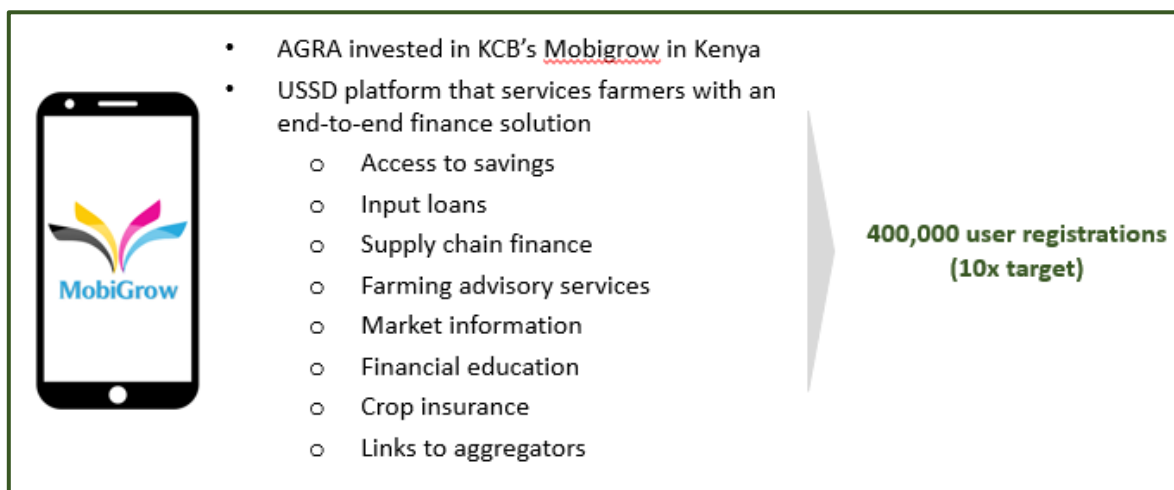 • AGRA invested in KCB's Mobigrow in Kenya
• USSD platform that services farmers with an
end-to-end finance solution
o Access to savings
o Input loans
o Supply chain finance
o Farming advisory services
o Market information
o Financial education
o Crop insurance
o Links to aggregators
MobiGrow
400,000 user registrations
(10x target)